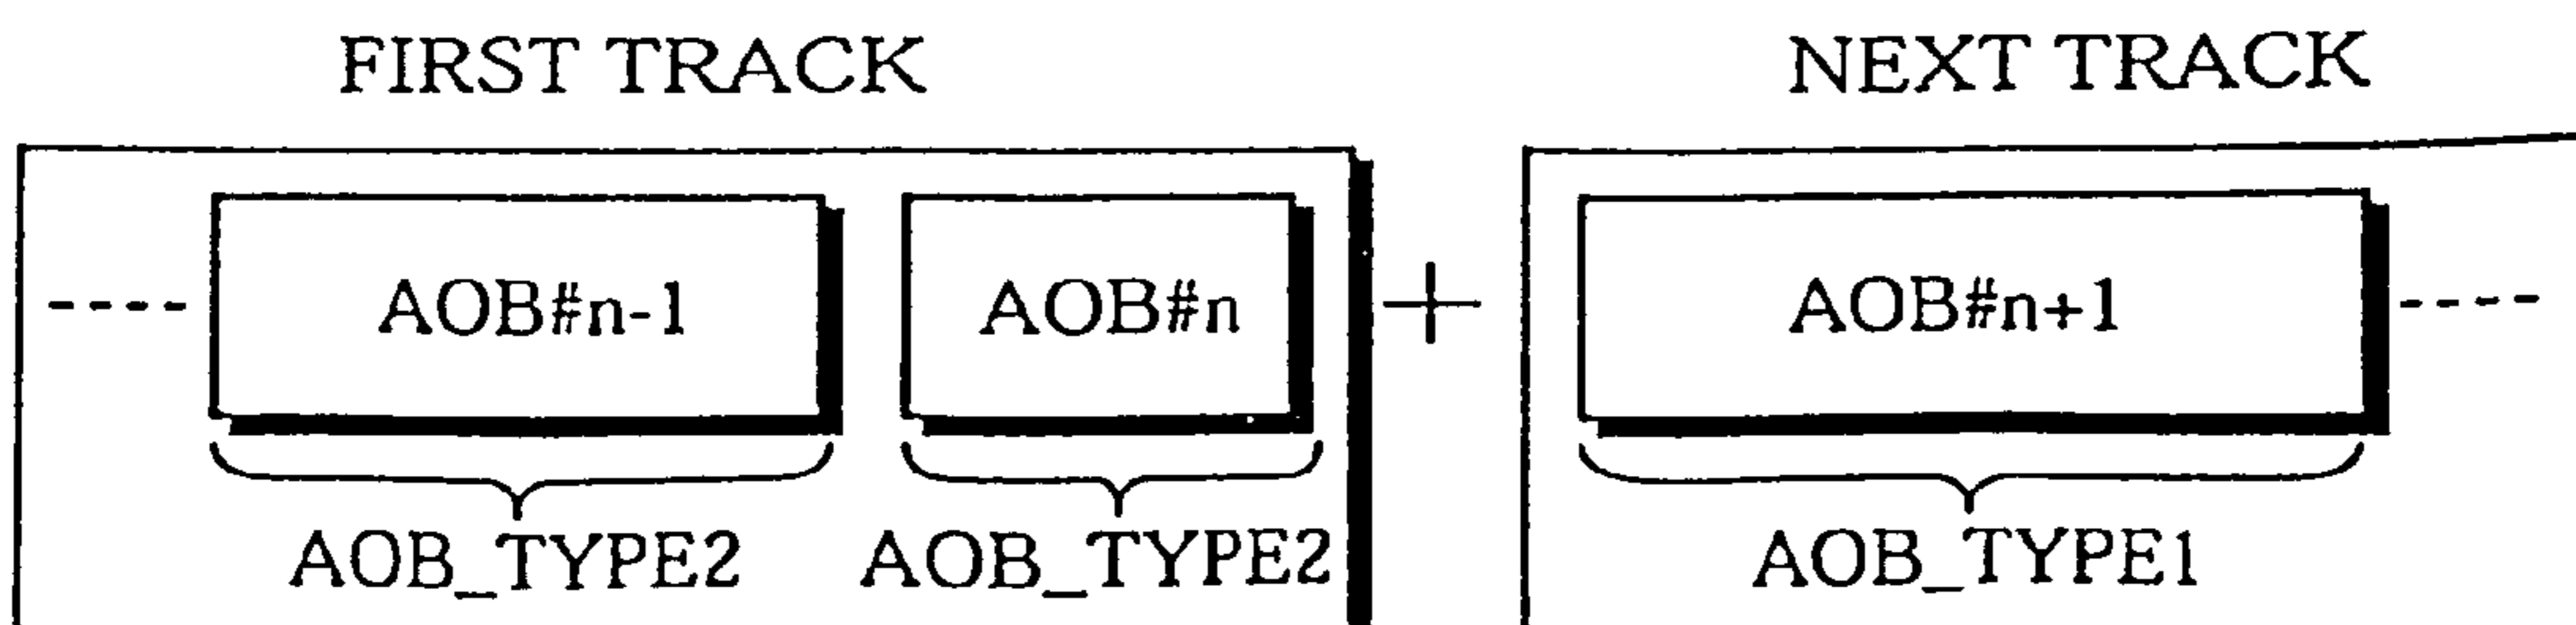 FIRST TRACK NEXT TRACK
---- AOB#n-1 AOB#n + AOB#n+1 ----
AOB_TYPE2 AOB_TYPE2 AOB_TYPE1